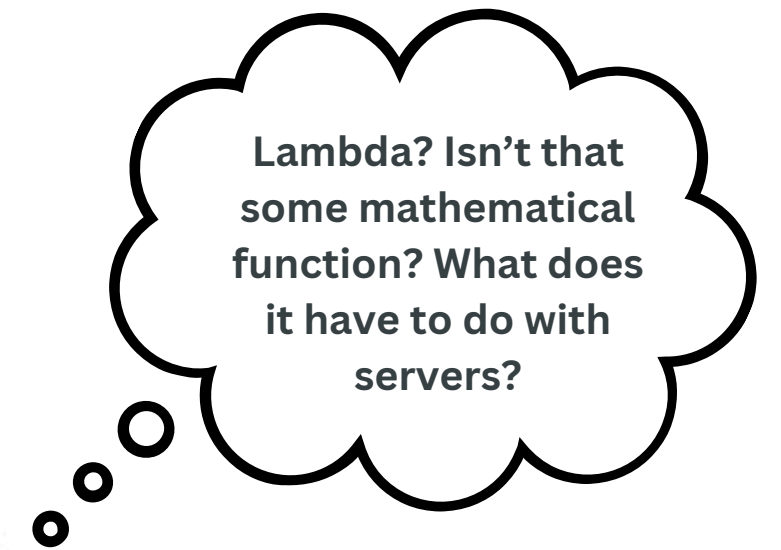 Lambda? Isn’t that
some mathematical
function? What does
it have to do with
servers?